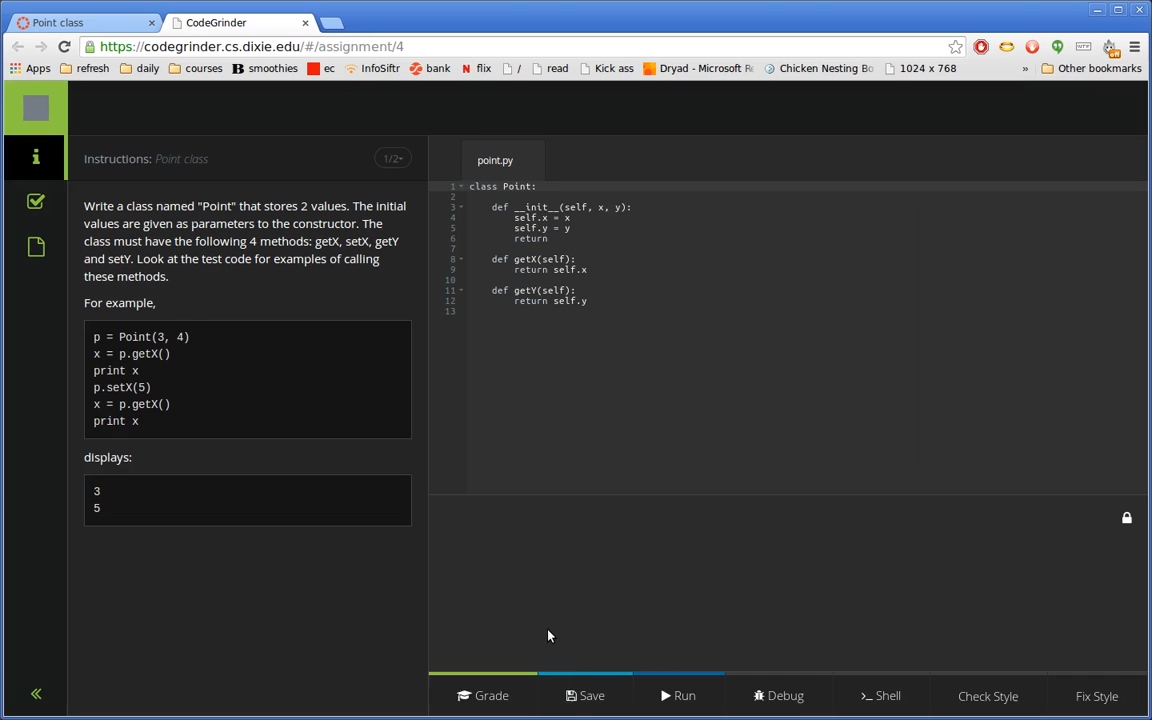 Point class
CodeGrinder
https://codegrinder.cs.dixie.edu/#/assignment/4
Apps refresh daily courses smoothies ec InfoSiftr bank flix / read Kick ass Dryad - Microsoft Re Chicken Nesting Bo 1024 x 768 » Other bookmarks
Instructions: Point class
1/2
point.py
Write a class named "Point" that stores 2 values. The initial
values are given as parameters to the constructor. The
class must have the following 4 methods: getX, setX, getY
and setY. Look at the test code for examples of calling
these methods.
For example,
p = Point(3, 4)
x = p.getX()
print x
p.setX(5)
x = p.getX()
print x
displays:
3
5
1 class Point:
2
3 def __init__(self, x, y):
4 self.x = x
5 self.y = y
6 return
7
8 def getX(self):
9 return self.x
10
11 def getY(self):
12 return self.y
13
Grade Save Run Debug Shell Check Style Fix Style